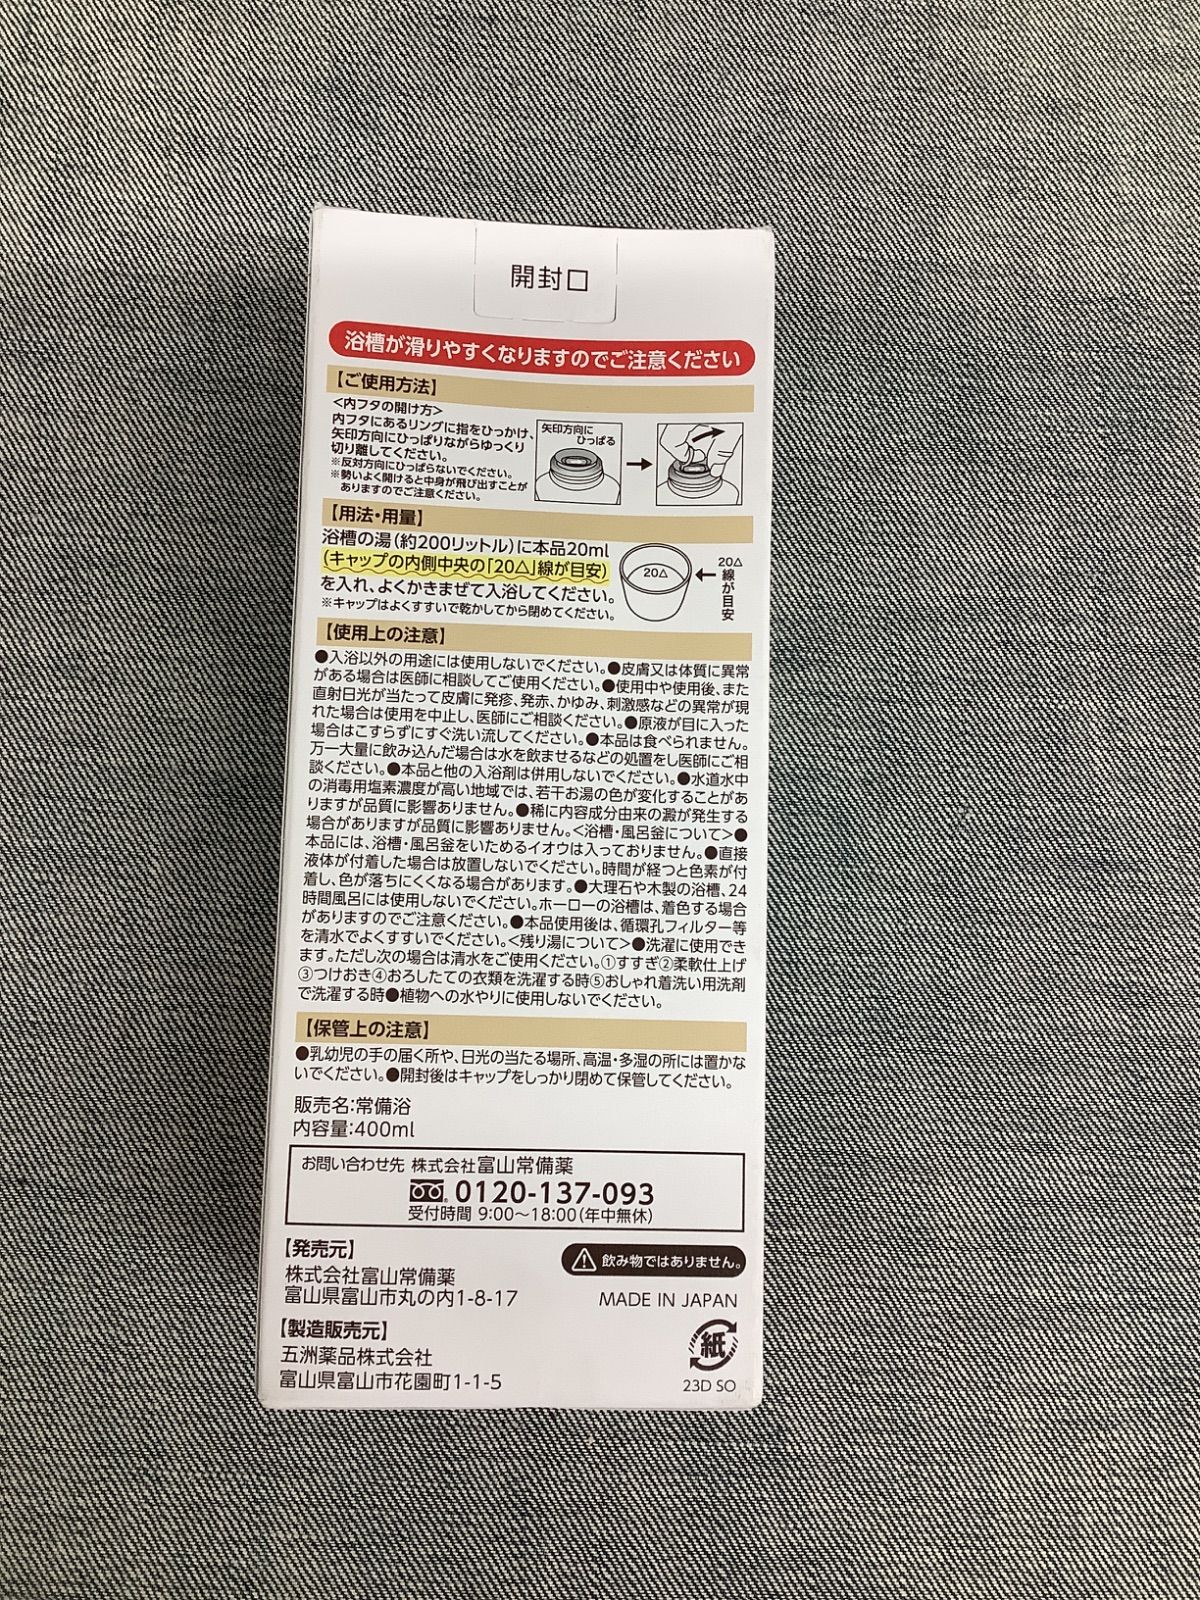 開封口
浴槽が滑りやすくなりますのでご注意ください
【ご使用方法】
＜内フタの開け方＞
内フタにあるリングに指をひっかけ、
矢印方向にひっぱりながらゆっくり
切り離してください。
※反対方向にひっぱらないでください。
※勢いよく開けると中身が飛び出すことが
ありますのでご注意ください。
矢印方向に
ひっぱる
【用法・用量】
浴槽の湯(約200リットル)に本品20ml
(キャップの内側中央の「20△」線が目安)
を入れ、よくかきまぜて入浴してください。
※キャップはよくすすいで乾かしてから閉めてください。
20△
20△
線が目安
【使用上の注意】
●入浴以外の用途には使用しないでください。●皮膚又は体質に異常
がある場合は医師に相談してご使用ください。●使用中や使用後、また
直射日光が当たって皮膚に発疹、発赤、かゆみ、刺激感などの異常が現
れた場合は使用を中止し、医師にご相談ください。●原液が目に入った
場合はこすらずにすぐ洗い流してください。●本品は食べられません。
万一大量に飲み込んだ場合は水を飲ませるなどの処置をし医師にご相
談ください。●本品と他の入浴剤は併用しないでください。●水道水中
の消毒用塩素濃度が高い地域では、若干お湯の色が変化することがあ
りますが品質に影響ありません。●稀に内容成分由来の澱が発生する
場合がありますが品質に影響ありません。＜浴槽・風呂釜について＞●
本品には、浴槽・風呂釜をいためるイオウは入っておりません。●直接
液体が付着した場合は放置しないでください。時間が経つと色素が付
着し、色が落ちにくくなる場合があります。●大理石や木製の浴槽、24
時間風呂には使用しないでください。ホーローの浴槽は、着色する場合
がありますのでご注意ください。●本品使用後は、循環孔フィルター等
を清水でよくすすいでください。＜残り湯について＞●洗濯に使用でき
ます。ただし次の場合は清水をご使用ください。①すすぎ②柔軟仕上げ
③つけおき④おろしたての衣類を洗濯する時⑤おしゃれ着洗い用洗剤
で洗濯する時●植物への水やりに使用しないでください。
【保管上の注意】
●乳幼児の手の届く所や、日光の当たる場所、高温・多湿の所には置かな
いでください。●開封後はキャップをしっかり閉めて保管してください。
販売名:常備浴
内容量:400ml
お問い合わせ先 株式会社富山常備薬
0120-137-093
受付時間 9:00～18:00(年中無休)
【発売元】
株式会社富山常備薬
富山県富山市丸の内1-8-17
飲み物ではありません。
MADE IN JAPAN
【製造販売元】
五洲薬品株式会社
富山県富山市花園町1-1-5
紙
23D SO